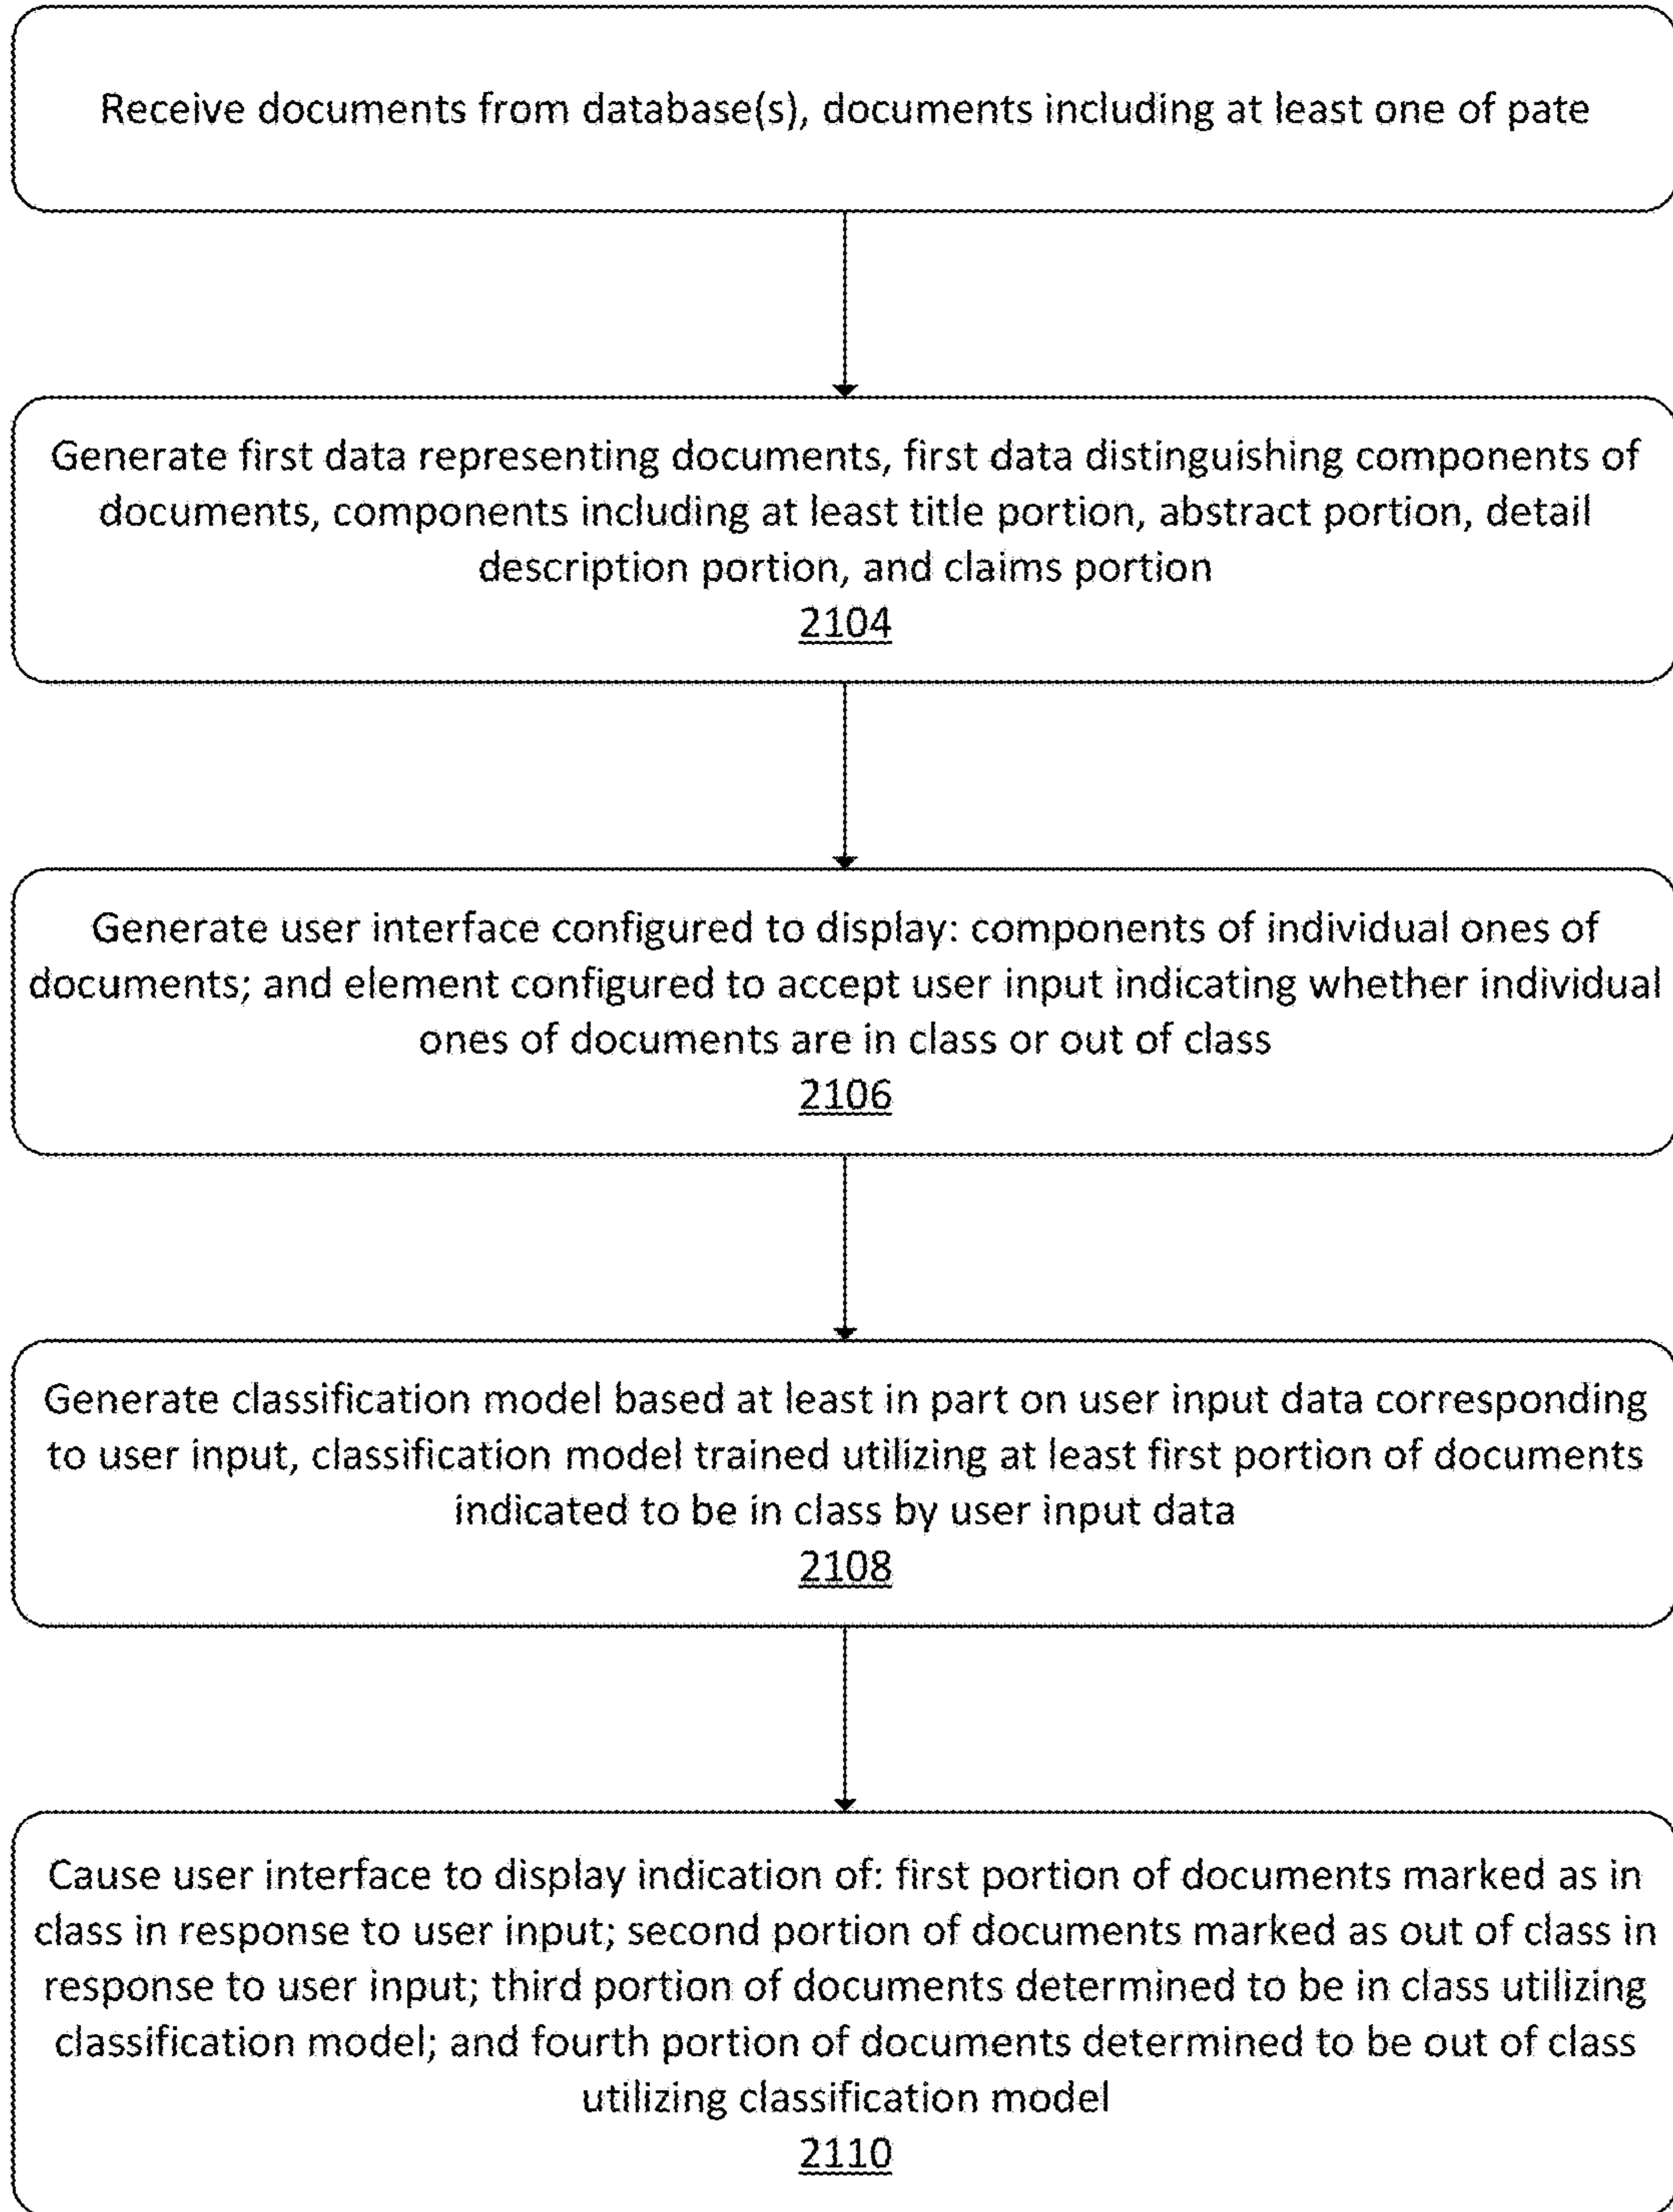 Receive documents from database(s), documents including at least one of pate
Generate first data representing documents, first data distinguishing components of
documents, components including at least title portion, abstract portion, detail
description portion, and claims portion
2104
Generate user interface configured to display: components of individual ones of
documents; and element configured to accept user input indicating whether individual
ones of documents are in class or out of class
2106
Generate classification model based at least in part on user input data corresponding
to user input, classification model trained utilizing at least first portion of documents
indicated to be in class by user input data
2108
Cause user interface to display indication of: first portion of documents marked as in
class in response to user input; second portion of documents marked as out of class in
response to user input; third portion of documents determined to be in class utilizing
classification model; and fourth portion of documents determined to be out of class
utilizing classification model
2110